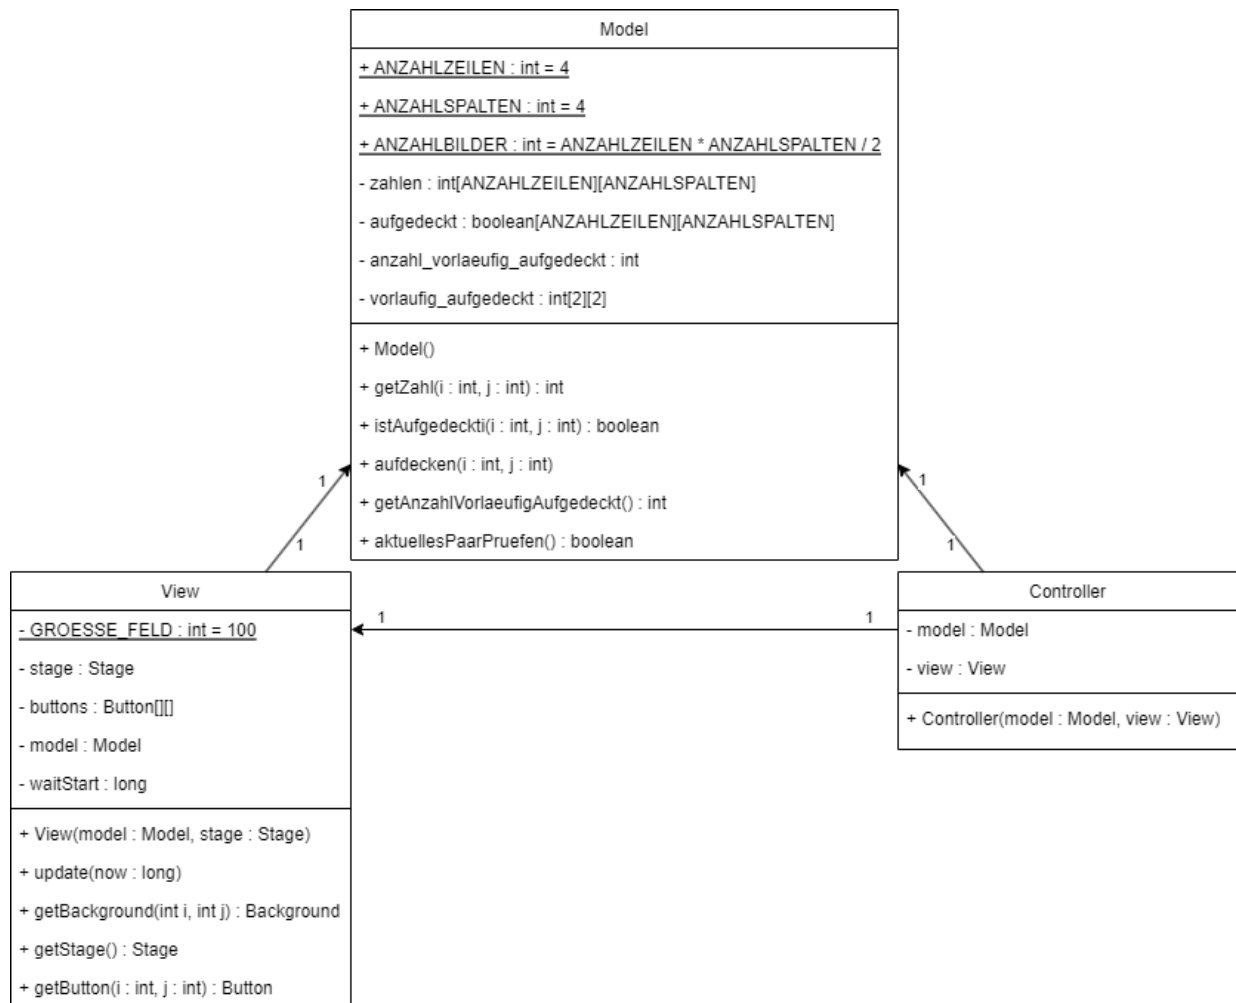 Model
+ ANZAHLZEILEN : int = 4
+ ANZAHLSPALTEN : int = 4
+ ANZAHLBILDER : int = ANZAHLZEILEN * ANZAHLSPALTEN / 2
- zahlen : int[ANZAHLZEILEN][ANZAHLSPALTEN]
- aufgedeckt : boolean[ANZAHLZEILEN][ANZAHLSPALTEN]
- anzahl_vorlaeufig_aufgedeckt : int
- vorlaufig_aufgedeckt : int[2][2]
+ Model()
+ getZahl(i : int, j : int) : int
+ istAufgedeckti(i : int, j : int) : boolean
+ aufdecken(i : int, j : int)
+ getAnzahlVorlaeufigAufgedeckt() : int
+ aktuellesPaarPruefen() : boolean
1
1
1
1
View
- GROESSE_FELD : int = 100
- stage : Stage
- buttons : Button[][]
- model : Model
- waitStart : long
+ View(model : Model, stage : Stage)
+ update(now : long)
+ getBackground(int i, int j) : Background
+ getStage() : Stage
+ getButton(i : int, j : int) : Button
1
1
Controller
- model : Model
- view : View
+ Controller(model : Model, view : View)